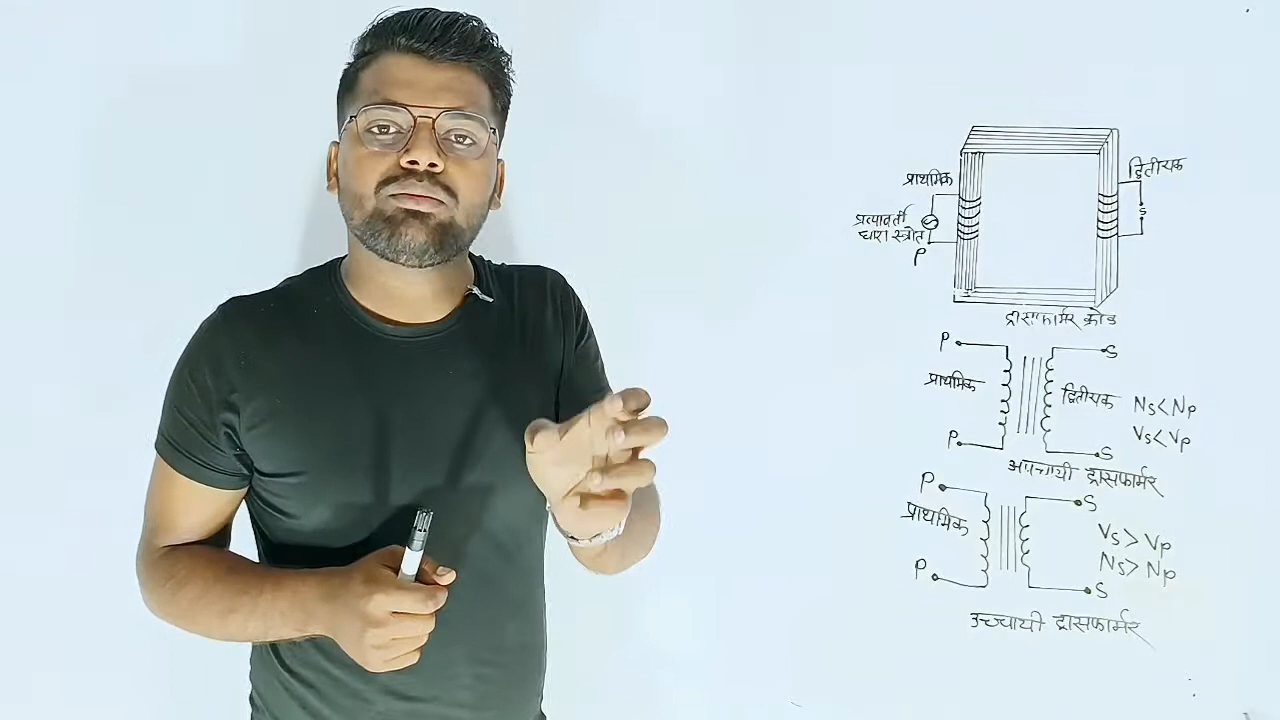 प्राथमिक
द्वितीयक
प्रत्यावर्ती
धारा स्त्रोत
P
S
ट्रांसफार्मर क्रोड
P
S
प्राथमिक
द्वितीयक
Ns<Np
Vs<Vp
P
S
अपचायी ट्रासफार्मर
P
S
प्राथमिक
Vs>Vp
Ns>Np
P
S
उच्चायी ट्रासफार्मर